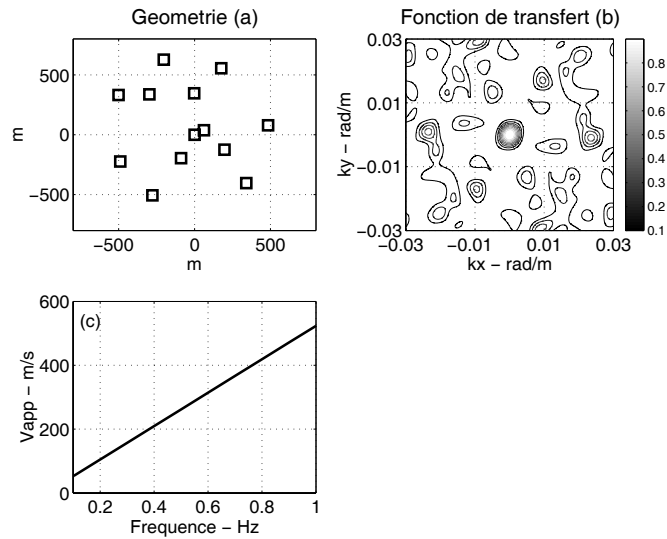 Geometrie (a)
500
0
−500
m
−500 0 500
m
Fonction de transfert (b)
0.03
0.01
−0.01
−0.03
ky − rad/m
−0.03 −0.01 0.01 0.03
kx − rad/m
0.8
0.7
0.6
0.5
0.4
0.3
0.2
0.1
(c)
600
400
200
0
Vapp − m/s
0.2 0.4 0.6 0.8 1
Frequence − Hz